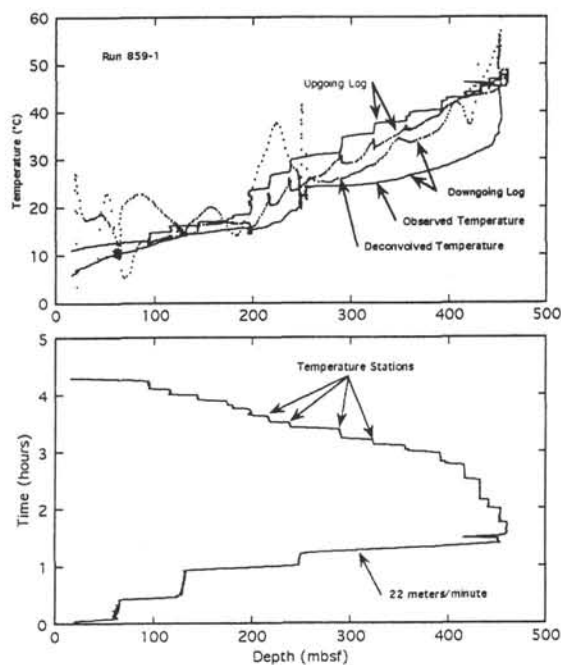 60
50
40
30
20
10
0
Temperature (°C)
Run 859-1
Upgoing Log
Downgoing Log
Observed Temperature
Deconvolved Temperature
0 100 200 300 400 500
5
4
3
2
1
0
Time (hours)
Temperature Stations
22 meters/minute
0 100 200 300 400 500
Depth (mbsf)